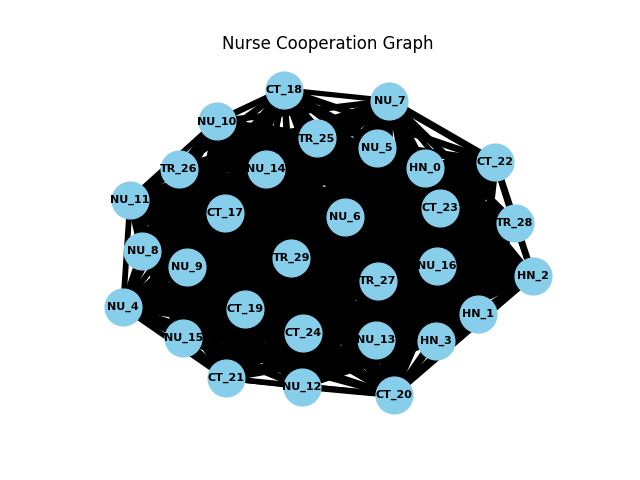 Nurse Cooperation Graph
CT_18
NU_7
NU_10
TR_25
NU_5
CT_22
TR_26
NU_14
HN_0
NU_11
CT_17
NU_6
CT_23
TR_28
NU_8
NU_9
TR_29
NU_16
HN_2
TR_27
NU_4
CT_19
HN_1
NU_15
CT_24
NU_13
HN_3
CT_21
NU_12
CT_20